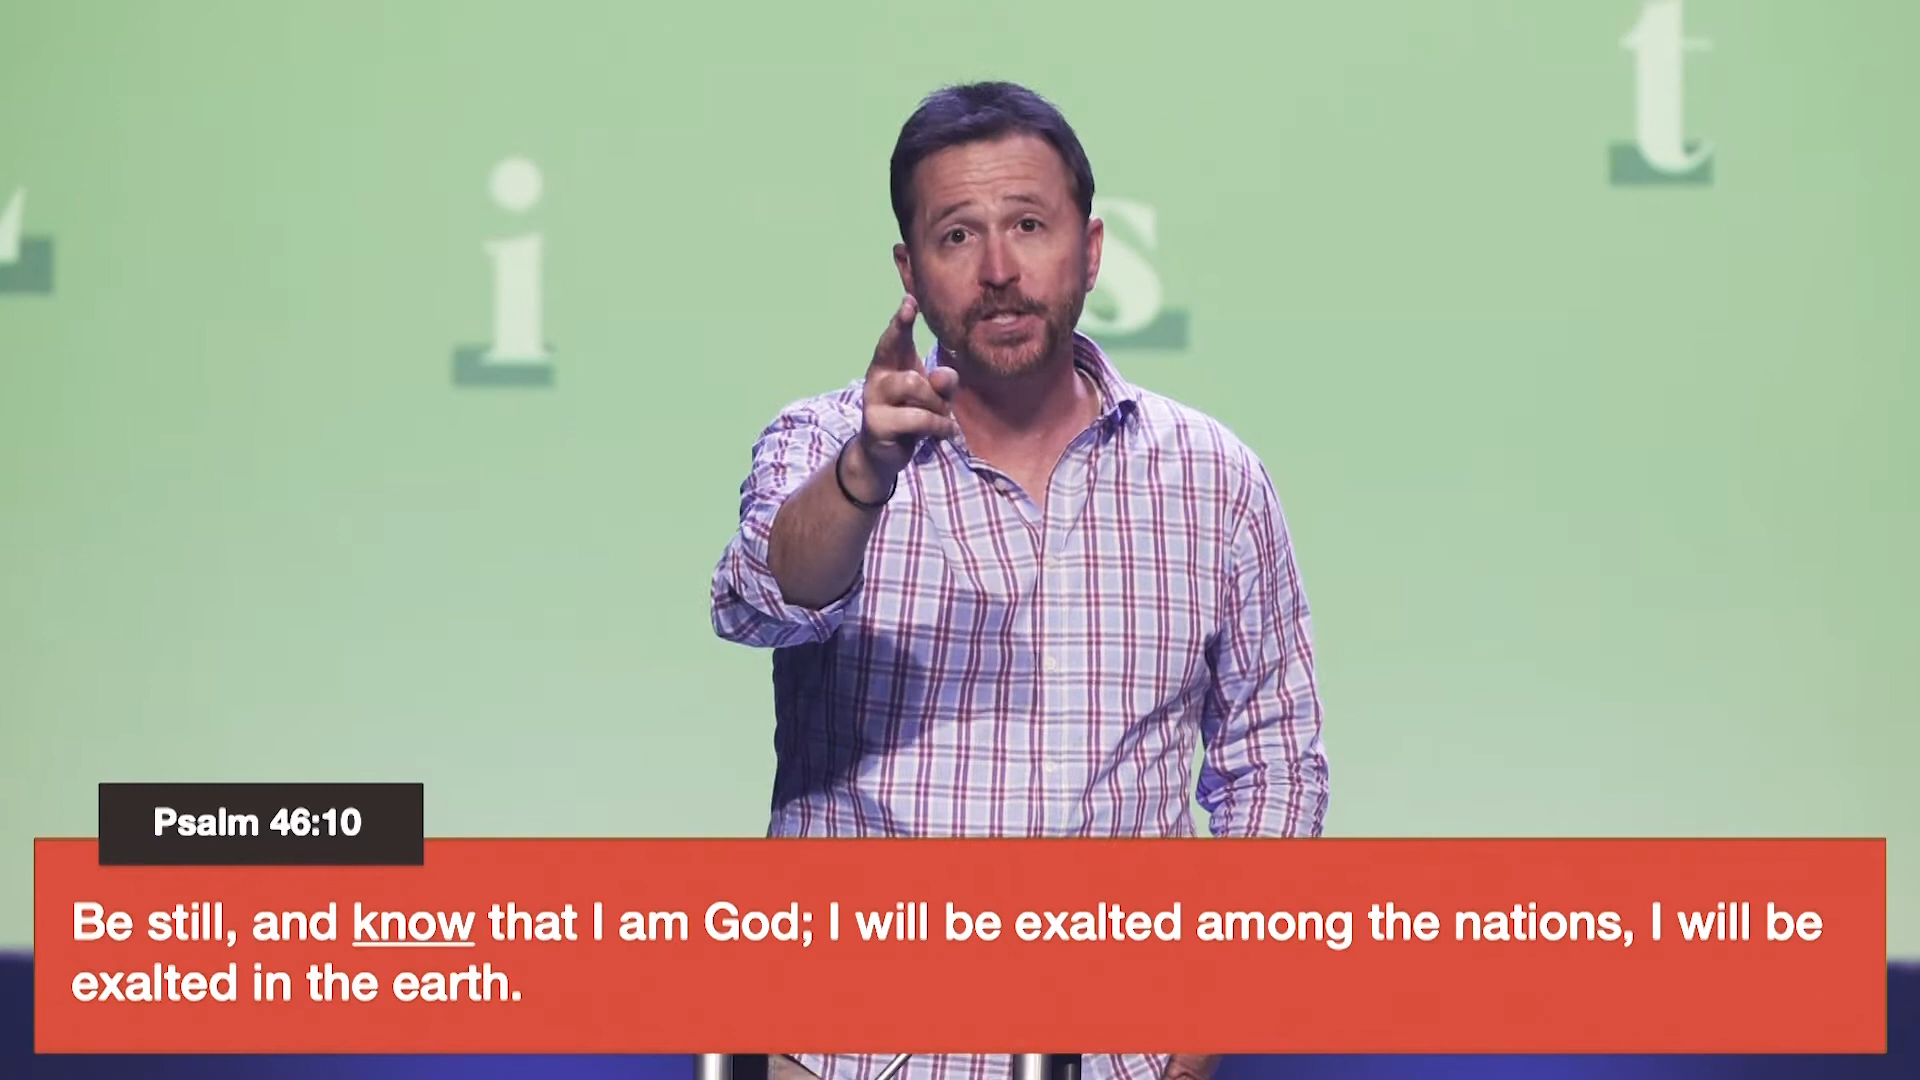 i s t
Psalm 46:10
Be still, and know that I am God; I will be exalted among the nations, I will be
exalted in the earth.